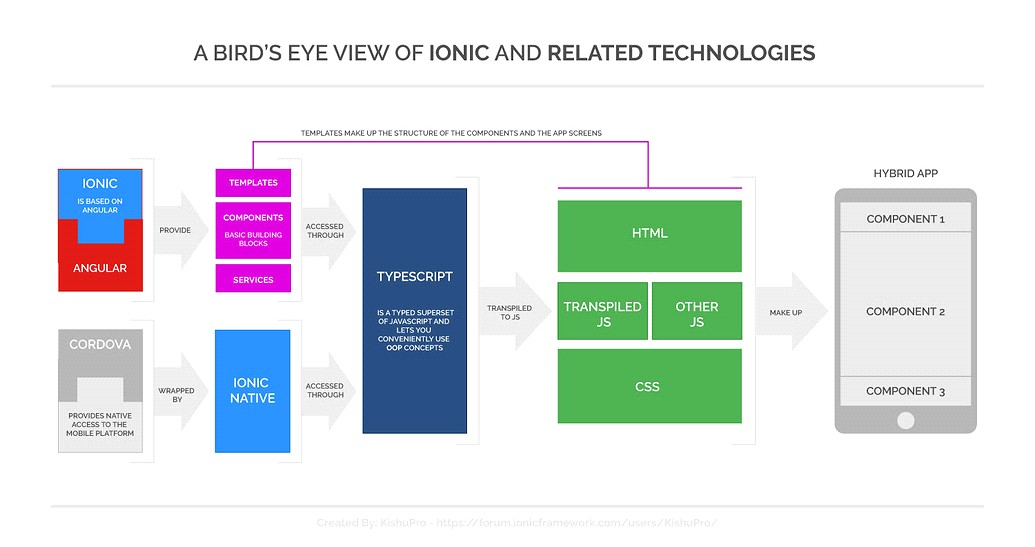 A BIRD'S EYE VIEW OF IONIC AND RELATED TECHNOLOGIES
TEMPLATES MAKE UP THE STRUCTURE OF THE COMPONENTS AND THE APP SCREENS
IONIC
IS BASED ON
ANGULAR
ANGULAR
PROVIDE
TEMPLATES
COMPONENTS
BASIC BUILDING
BLOCKS
SERVICES
ACCESSED
THROUGH
CORDOVA
PROVIDES NATIVE
ACCESS TO THE
MOBILE PLATFORM
WRAPPED
BY
IONIC
NATIVE
ACCESSED
THROUGH
TYPESCRIPT
IS A TYPED SUPERSET
OF JAVASCRIPT AND
LETS YOU
CONVENIENTLY USE
OOP CONCEPTS
TRANSPILED
TO JS
HTML
TRANSPILED
JS
OTHER
JS
CSS
MAKE UP
HYBRID APP
COMPONENT 1
COMPONENT 2
COMPONENT 3
Created By: KishuPro - https://forum.ionicframework.com/users/KishuPro/